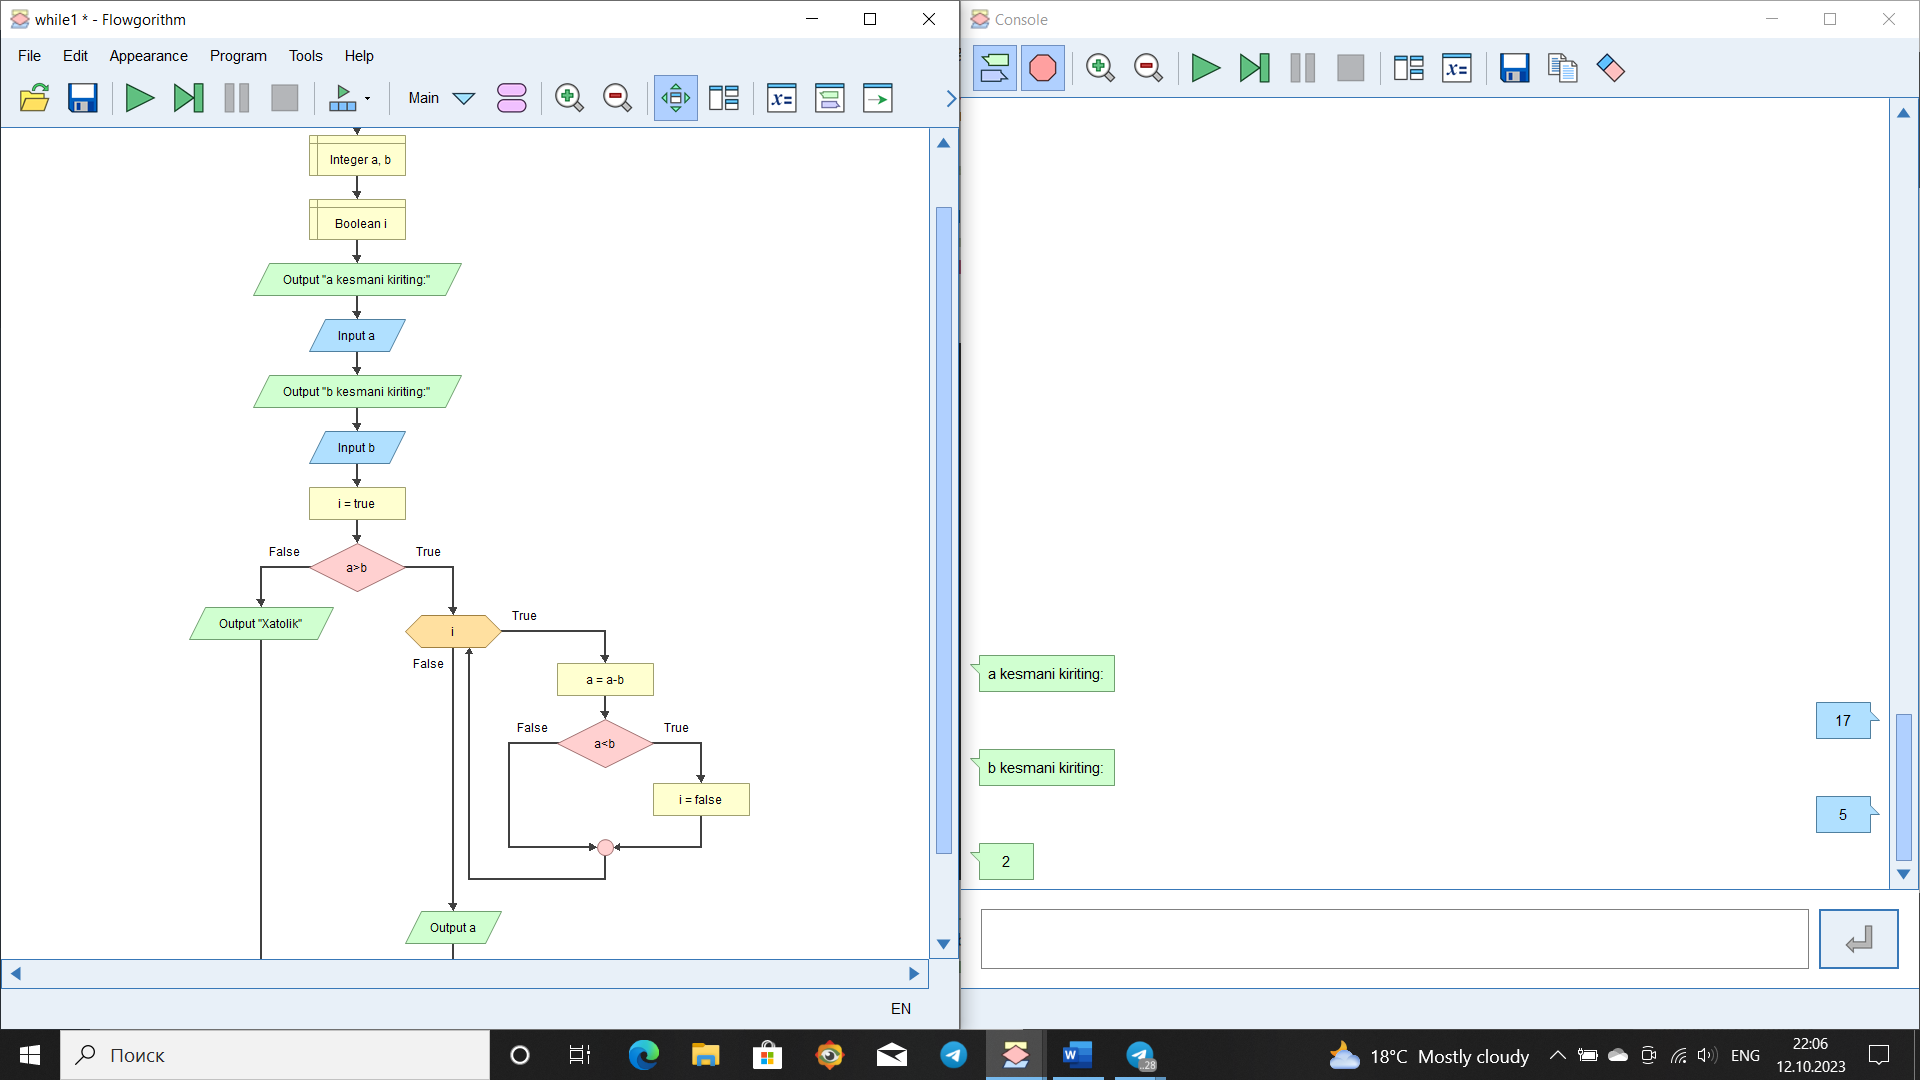 while1 * - Flowgorithm
File Edit Appearance Program Tools Help
Main
Integer a, b
Boolean i
Output "a kesmani kiriting:"
Input a
Output "b kesmani kiriting:"
Input b
i = true
False
a>b
True
Output "Xatolik"
i
True
False
a = a-b
False
a<b
True
i = false
Output a
EN
Console
x=
x=
a kesmani kiriting:
17
b kesmani kiriting:
5
2
Поиск
28
18°C Mostly cloudy
ENG
22:06
12.10.2023